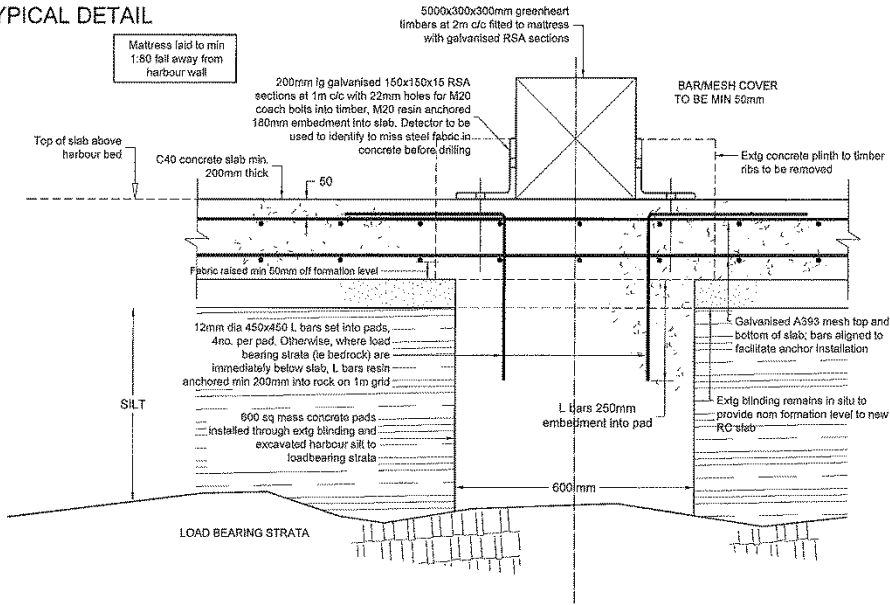 YPICAL DETAIL
Mattress laid to min
1:80 fall away from
harbour wall
5000x300x300mm greenheart
timbers at 2m c/c fitted to mattress
with galvanised RSA sections
200mm lg galvanised 150x150x15 RSA
sections at 1m c/c with 22mm holes for M20
coach bolts into timber, M20 resin anchored
180mm embedment into slab. Detector to be
used to identify to miss steel fabric in
concrete before drilling
BAR/MESH COVER
TO BE MIN 50mm
Top of slab above
harbour bed
C40 concrete slab min.
200mm thick
50
Extg concrete plinth to timber
ribs to be removed
Fabric raised min 50mm off formation level
12mm dia 450x450 L bars set into pads,
4no. per pad. Otherwise, where load
bearing strata (ie bedrock) are
immediately below slab, L bars resin
anchored min 200mm into rock on 1m grid
Galvanised A393 mesh top and
bottom of slab; bars aligned to
facilitate anchor installation
SILT
600 sq mass concrete pads
installed through extg blinding and
excavated harbour silt to
loadbearing strata
L bars 250mm
embedment into pad
Extg blinding remains in situ to
provide nom formation level to new
RC slab
600 mm
LOAD BEARING STRATA